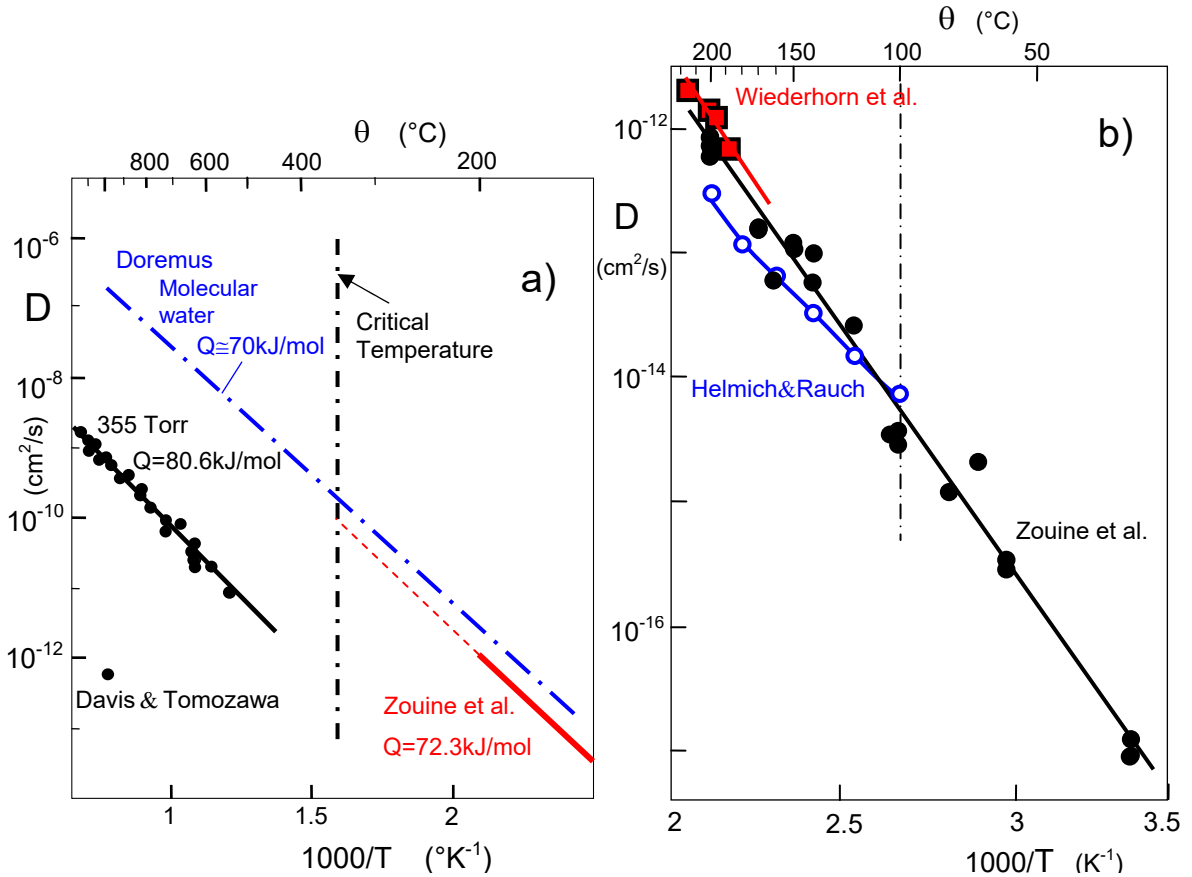 θ (°C)
800 600 400 200
10⁻⁶
10⁻⁸
10⁻¹⁰
10⁻¹²
D
(cm²/s)
a)
Doremus
Molecular
water
Q≅70kJ/mol
Critical
Temperature
355 Torr
Q=80.6kJ/mol
Davis & Tomozawa
Zouine et al.
Q=72.3kJ/mol
1 1.5 2
1000/T (°K⁻¹)
θ (°C)
200 150 100 50
10⁻¹²
10⁻¹⁴
10⁻¹⁶
D
(cm²/s)
b)
Wiederhorn et al.
Helmich&Rauch
Zouine et al.
2 2.5 3 3.5
1000/T (K⁻¹)